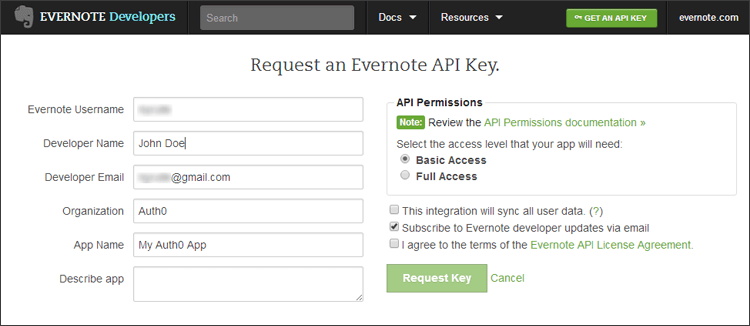 EVERNOTE Developers
Search
Docs
Resources
GET AN API KEY
evernote.com
Request an Evernote API Key.
Evernote Username
Developer Name
John Doe
Developer Email
@gmail.com
Organization
Auth0
App Name
My Auth0 App
Describe app
API Permissions
Note: Review the API Permissions documentation »
Select the access level that your app will need:
Basic Access
Full Access
This integration will sync all user data. (?)
Subscribe to Evernote developer updates via email
I agree to the terms of the Evernote API License Agreement.
Request Key Cancel